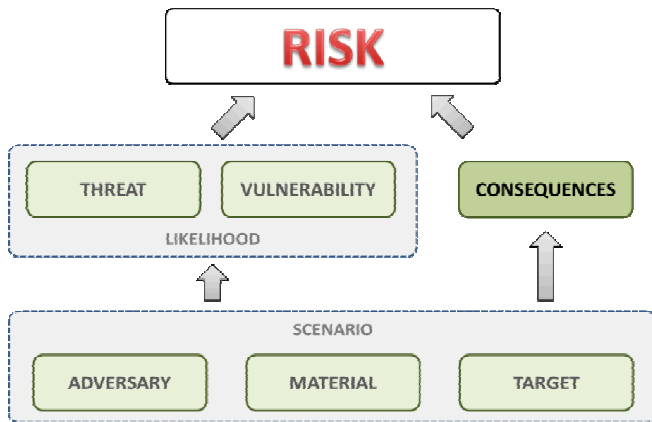 RISK
THREAT
VULNERABILITY
CONSEQUENCES
LIKELIHOOD
SCENARIO
ADVERSARY
MATERIAL
TARGET